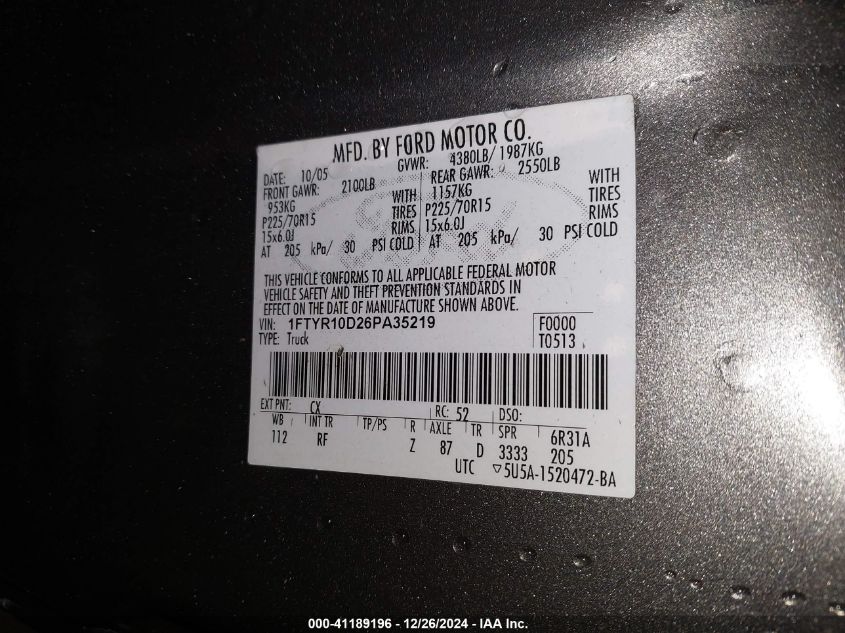 MFD. BY FORD MOTOR CO.
DATE: 10/05 GVWR: 4380LB/ 1987KG
FRONT GAWR: 2100LB REAR GAWR: 2550LB
953KG WITH 1157KG WITH
P225/70R15 TIRES P225/70R15 TIRES
15x6.0J RIMS 15x6.0J RIMS
AT 205 kPa/ 30 PSI COLD AT 205 kPa/ 30 PSI COLD
THIS VEHICLE CONFORMS TO ALL APPLICABLE FEDERAL MOTOR
VEHICLE SAFETY AND THEFT PREVENTION STANDARDS IN
EFFECT ON THE DATE OF MANUFACTURE SHOWN ABOVE.
VIN: 1FTYR10D26PA35219 F0000
TYPE: Truck T0513
EXT PNT: CX RC: 52 DSO:
WB INT TR TP/PS R AXLE TR SPR 6R31A
112 RF Z 87 D 3333 205
UTC ▽5U5A-1520472-BA
000-41189196 - 12/26/2024 - IAA Inc.